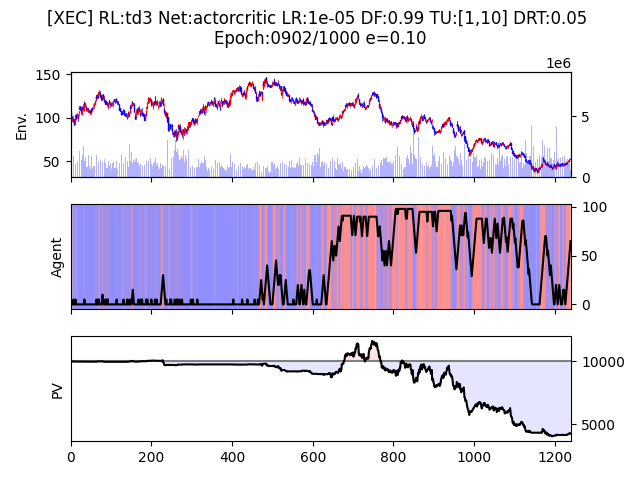 [XEC] RL:td3 Net:actorcritic LR:1e-05 DF:0.99 TU:[1,10] DRT:0.05
Epoch:0902/1000 e=0.10
1e6
150
100
50
Env.
5
0
Agent
100
50
0
PV
10000
5000
0 200 400 600 800 1000 1200